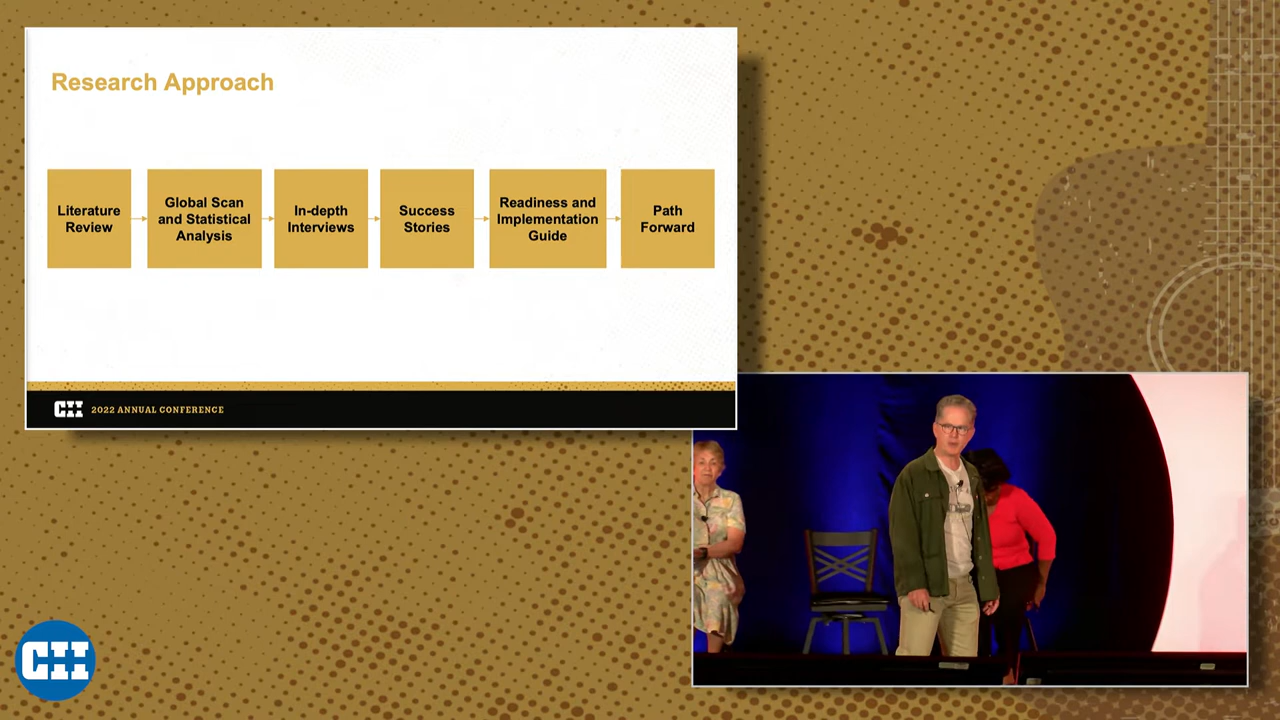 Research Approach
Literature
Review
Global Scan
and Statistical
Analysis
In-depth
Interviews
Success
Stories
Readiness and
Implementation
Guide
Path
Forward
CII 2022 ANNUAL CONFERENCE
CII